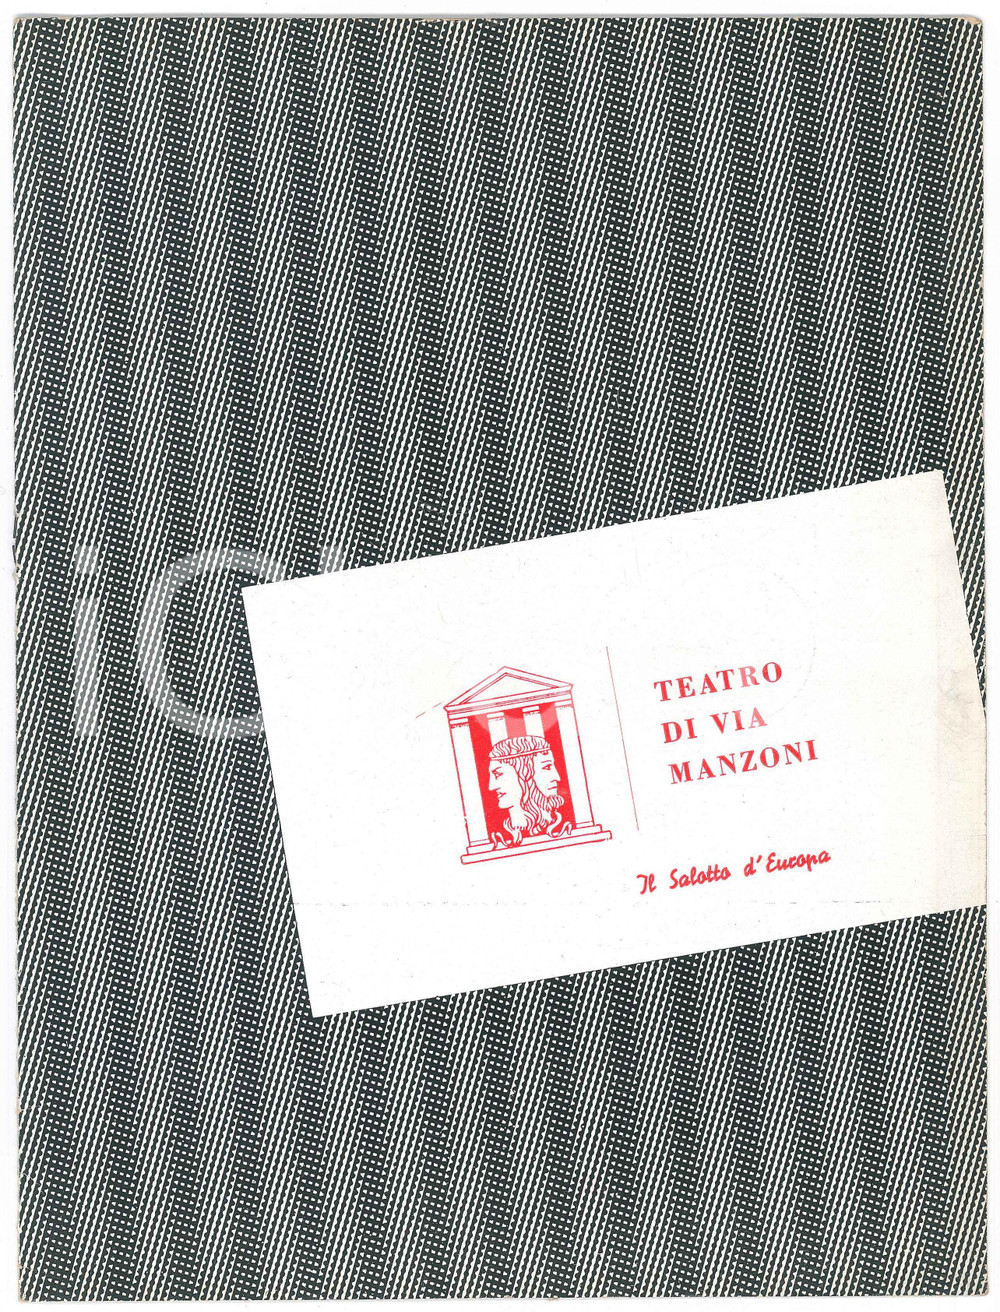 TEATRO
DI VIA
MANZONI
Il Salotto d'Europa